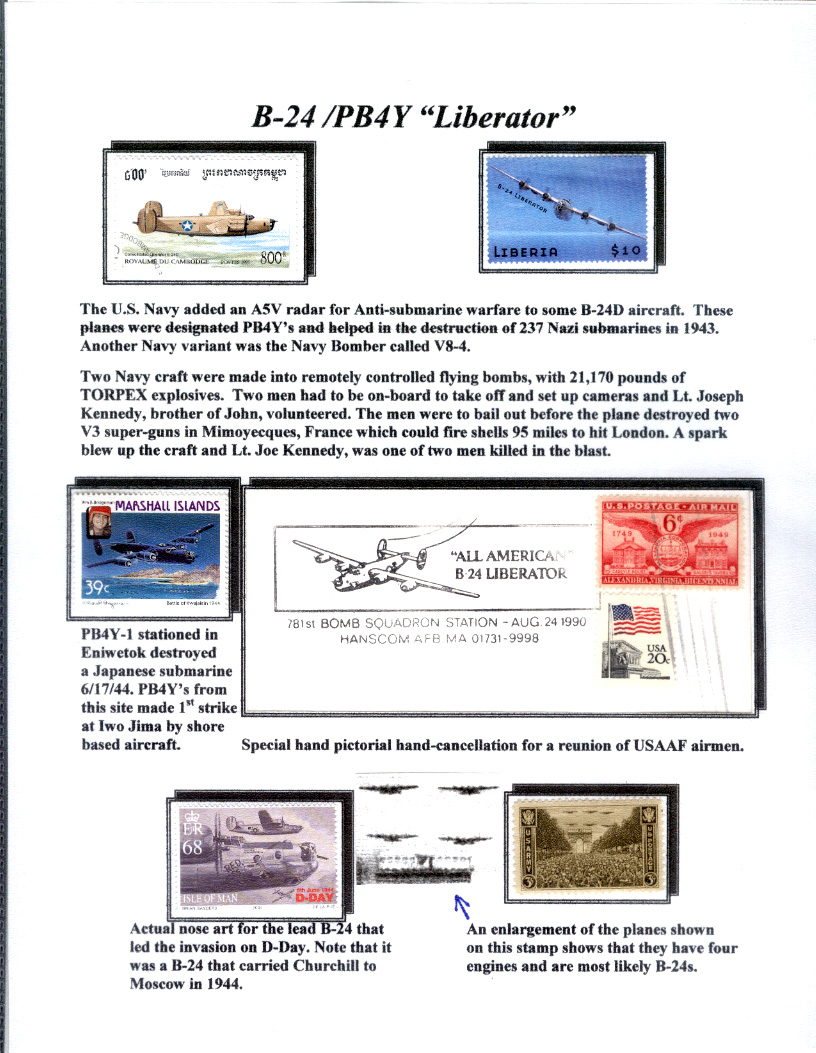 B-24 /PB4Y “Liberator”
800
ROYAUME DU CAMBODGE
800
B-24 LIBERATOR
LIBERIA $10
The U.S. Navy added an A5V radar for Anti-submarine warfare to some B-24D aircraft. These
planes were designated PB4Y's and helped in the destruction of 237 Nazi submarines in 1943.
Another Navy variant was the Navy Bomber called V8-4.
Two Navy craft were made into remotely controlled flying bombs, with 21,170 pounds of
TORPEX explosives. Two men had to be on-board to take off and set up cameras and Lt. Joseph
Kennedy, brother of John, volunteered. The men were to bail out before the plane destroyed two
V3 super-guns in Mimoyecques, France which could fire shells 95 miles to hit London. A spark
blew up the craft and Lt. Joe Kennedy, was one of two men killed in the blast.
MARSHALL ISLANDS
39c
Battle of Kwajalein 1944
“ALL AMERICAN”
B-24 LIBERATOR
781st BOMB SQUADRON STATION - AUG. 24 1990
HANSCOM AFB MA 01731-9998
U.S. POSTAGE · AIR MAIL
6¢
1749 1949
ALEXANDRIA, VIRGINIA, BICENTENNIAL
USA
20c
PB4Y-1 stationed in
Eniwetok destroyed
a Japanese submarine
6/17/44. PB4Y's from
this site made 1st strike
at Iwo Jima by shore
based aircraft.
Special hand pictorial hand-cancellation for a reunion of USAAF airmen.
ER
68
6th June 1944
D-DAY
ISLE OF MAN
U S ARMY
U S POSTAGE
3 3
Actual nose art for the lead B-24 that
led the invasion on D-Day. Note that it
was a B-24 that carried Churchill to
Moscow in 1944.
An enlargement of the planes shown
on this stamp shows that they have four
engines and are most likely B-24s.